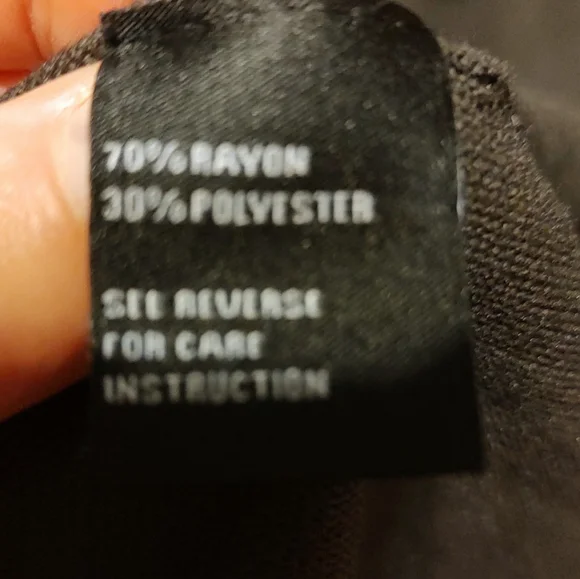 70% RAYON
30% POLYESTER
SEE REVERSE
FOR CARE
INSTRUCTION